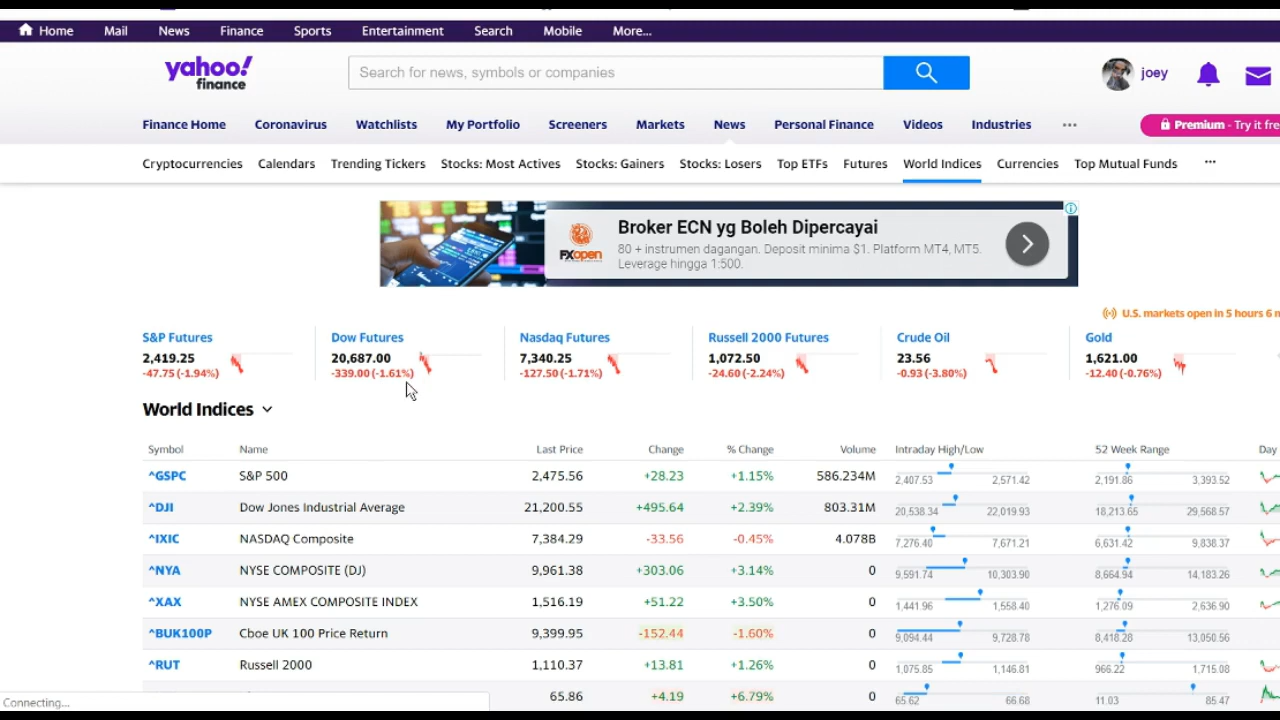 Home Mail News Finance Sports Entertainment Search Mobile More...
yahoo! finance
Search for news, symbols or companies
joey
Finance Home Coronavirus Watchlists My Portfolio Screeners Markets News Personal Finance Videos Industries ...
Premium - Try it fre
Cryptocurrencies Calendars Trending Tickers Stocks: Most Actives Stocks: Gainers Stocks: Losers Top ETFs Futures World Indices Currencies Top Mutual Funds ...
FXOpen
Broker ECN yg Boleh Dipercayai
80 + instrumen dagangan. Deposit minima $1. Platform MT4, MT5.
Leverage hingga 1:500.
U.S. markets open in 5 hours 6 m
S&P Futures Dow Futures Nasdaq Futures Russell 2000 Futures Crude Oil Gold
2,419.25 20,687.00 7,340.25 1,072.50 23.56 1,621.00
-47.75 (-1.94%) -339.00 (-1.61%) -127.50 (-1.71%) -24.60 (-2.24%) -0.93 (-3.80%) -12.40 (-0.76%)
World Indices
Symbol Name Last Price Change % Change Volume Intraday High/Low 52 Week Range Day
^GSPC S&P 500 2,475.56 +28.23 +1.15% 586.234M 2,407.53 2,571.42 2,191.86 3,393.52
^DJI Dow Jones Industrial Average 21,200.55 +495.64 +2.39% 803.31M 20,538.34 22,019.93 18,213.65 29,568.57
^IXIC NASDAQ Composite 7,384.29 -33.56 -0.45% 4.078B 7,276.40 7,671.21 6,631.42 9,838.37
^NYA NYSE COMPOSITE (DJ) 9,961.38 +303.06 +3.14% 0 9,591.74 10,303.90 8,664.94 14,183.26
^XAX NYSE AMEX COMPOSITE INDEX 1,516.19 +51.22 +3.50% 0 1,441.96 1,558.40 1,276.09 2,636.90
^BUK100P Cboe UK 100 Price Return 9,399.95 -152.44 -1.60% 0 9,094.44 9,728.78 8,418.28 13,050.56
^RUT Russell 2000 1,110.37 +13.81 +1.26% 0 1,075.85 1,146.81 966.22 1,715.08
65.86 +4.19 +6.79% 0 65.62 66.68 11.03 85.47
Connecting...